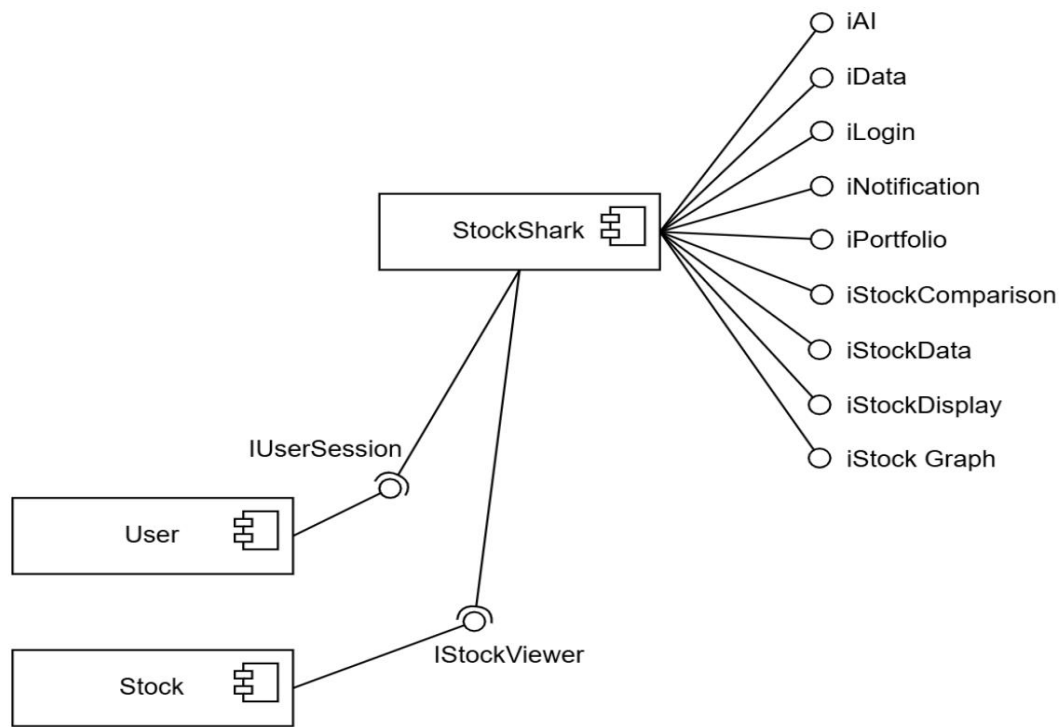 iAI
iData
iLogin
iNotification
StockShark
iPortfolio
iStockComparison
iStockData
iStockDisplay
iStock Graph
IUserSession
User
IStockViewer
Stock